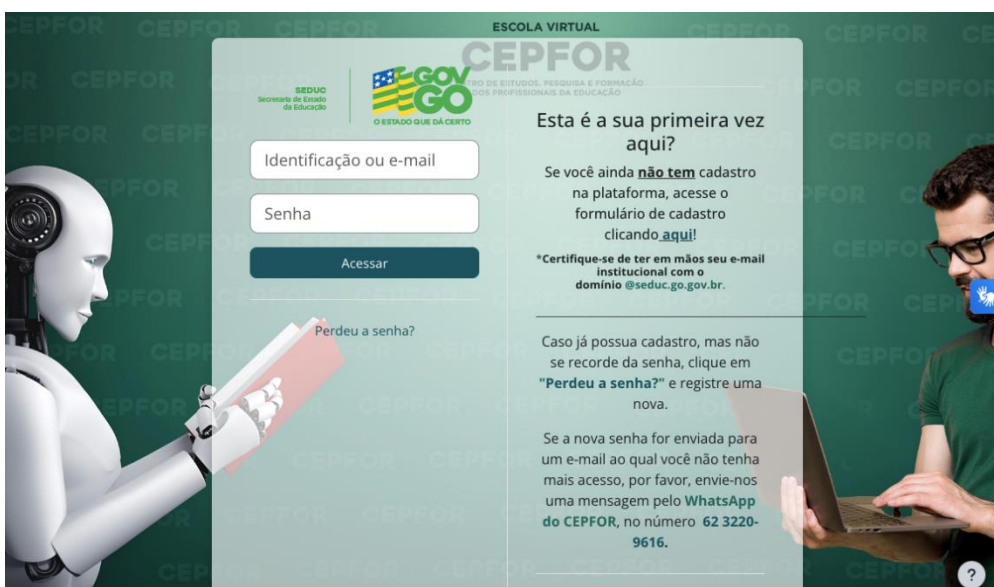 ESCOLA VIRTUAL
CEPFOR
CENTRO DE ESTUDOS, PESQUISA E FORMAÇÃO
DOS PROFISSIONAIS DA EDUCAÇÃO
SEDUC
Secretaria de Estado
da Educação
GOV
GO
O ESTADO QUE DÁ CERTO
Identificação ou e-mail
Senha
Acessar
Perdeu a senha?
Esta é a sua primeira vez
aqui?
Se você ainda não tem cadastro
na plataforma, acesse o
formulário de cadastro
clicando aqui!
*Certifique-se de ter em mãos seu e-mail
institucional com o
domínio @seduc.go.gov.br.
Caso já possua cadastro, mas não
se recorde da senha, clique em
"Perdeu a senha?" e registre uma
nova.
Se a nova senha for enviada para
um e-mail ao qual você não tenha
mais acesso, por favor, envie-nos
uma mensagem pelo WhatsApp
do CEPFOR, no número 62 3220-
9616.
?